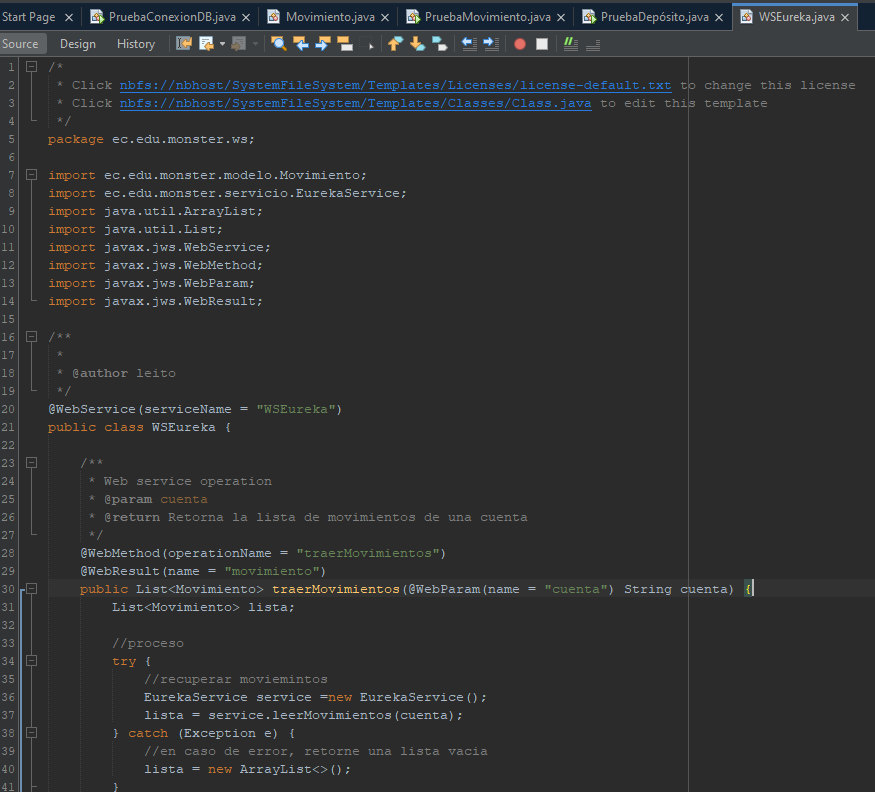 Start Page PruebaConexionDB.java Movimiento.java PruebaMovimiento.java PruebaDepósito.java WSEureka.java
Source Design History
1 /*
2 * Click nbfs://nbhost/SystemFileSystem/Templates/Licenses/license-default.txt to change this license
3 * Click nbfs://nbhost/SystemFileSystem/Templates/Classes/Class.java to edit this template
4 */
5 package ec.edu.monster.ws;
6
7 import ec.edu.monster.modelo.Movimiento;
8 import ec.edu.monster.servicio.EurekaService;
9 import java.util.ArrayList;
10 import java.util.List;
11 import javax.jws.WebService;
12 import javax.jws.WebMethod;
13 import javax.jws.WebParam;
14 import javax.jws.WebResult;
15
16 /**
17 *
18 * @author leito
19 */
20 @WebService(serviceName = "WSEureka")
21 public class WSEureka {
22
23 /**
24 * Web service operation
25 * @param cuenta
26 * @return Retorna la lista de movimientos de una cuenta
27 */
28 @WebMethod(operationName = "traerMovimientos")
29 @WebResult(name = "movimiento")
30 public List<Movimiento> traerMovimientos(@WebParam(name = "cuenta") String cuenta) {
31 List<Movimiento> lista;
32
33 //proceso
34 try {
35 //recuperar moviemintos
36 EurekaService service =new EurekaService();
37 lista = service.leerMovimientos(cuenta);
38 } catch (Exception e) {
39 //en caso de error, retorne una lista vacia
40 lista = new ArrayList<>();
41 }